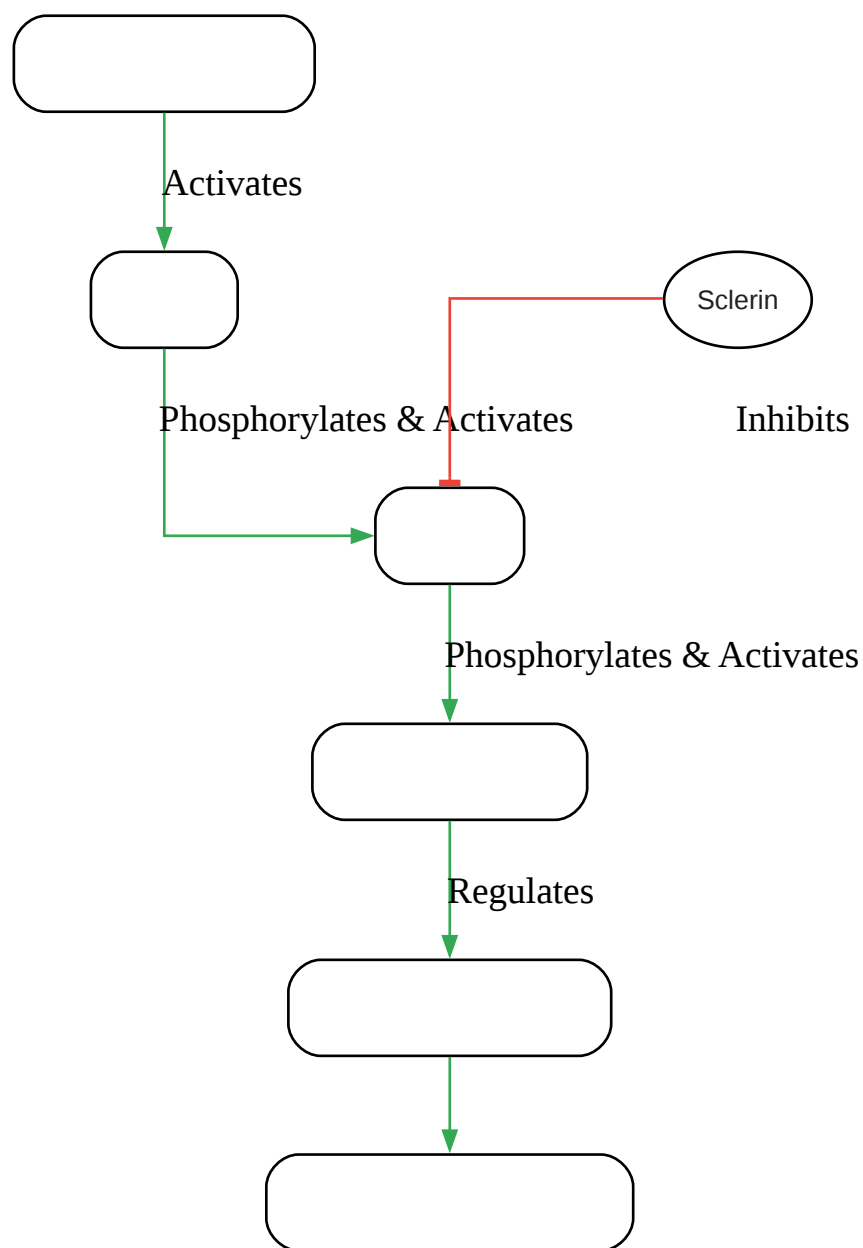 Activates
Sclerin
Phosphorylates & Activates
Inhibits
Phosphorylates & Activates
Regulates